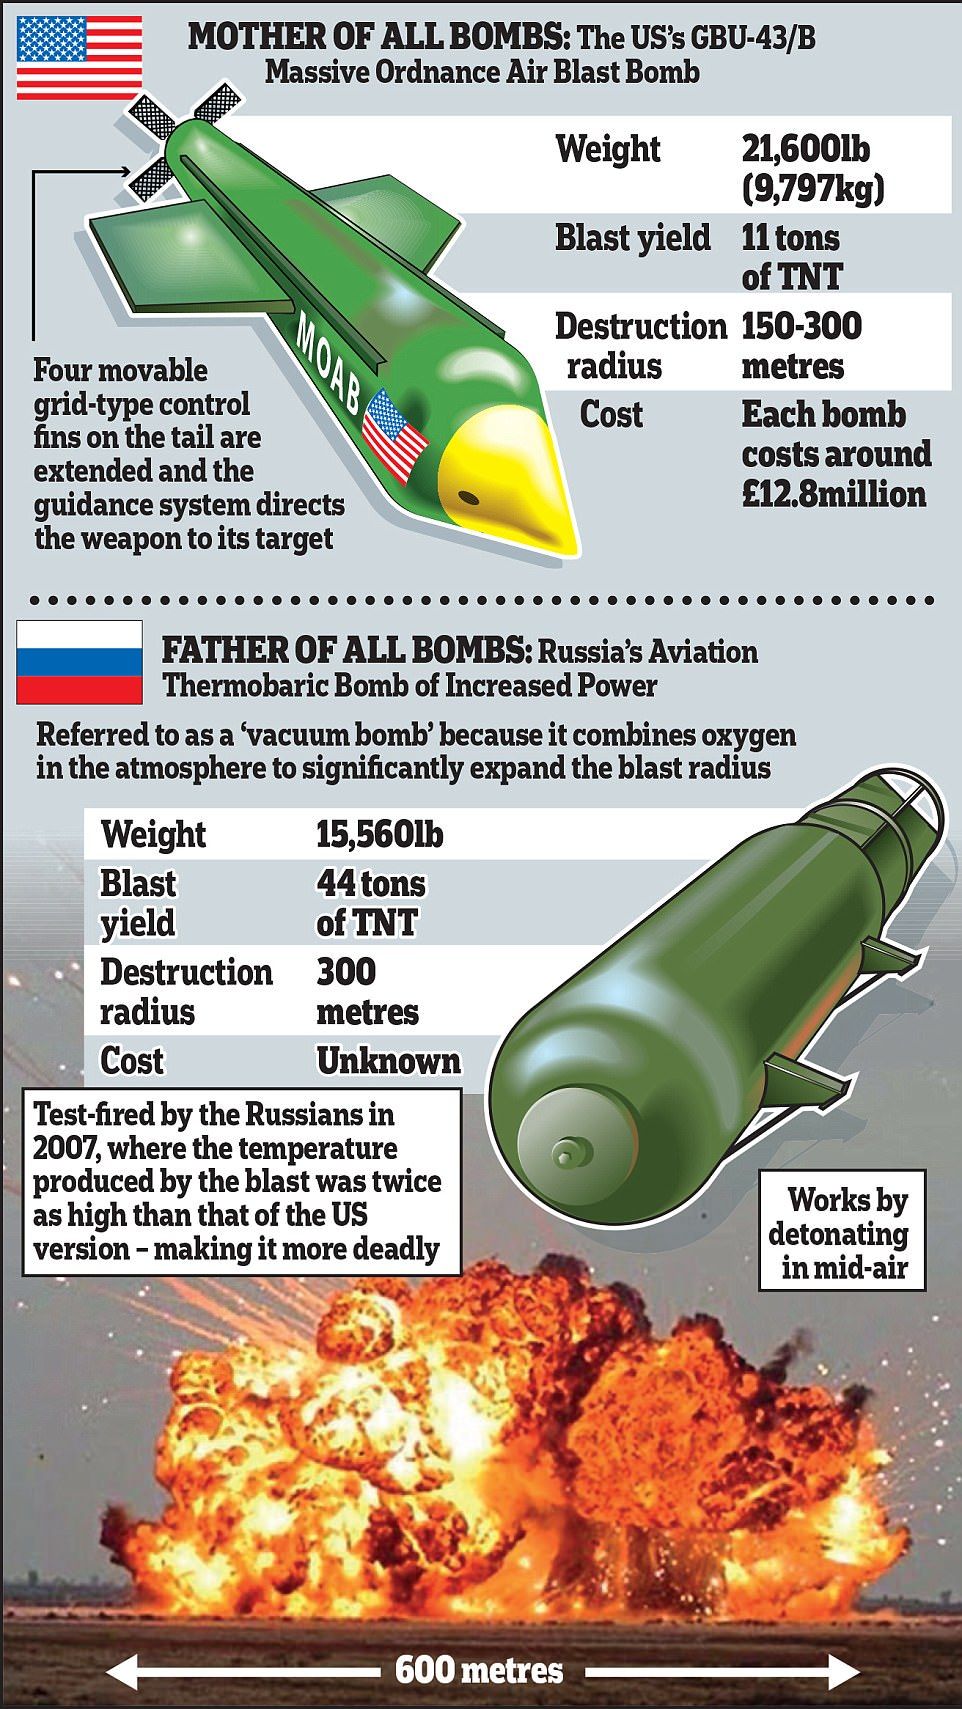 MOTHER OF ALL BOMBS: The US's GBU-43/B
Massive Ordnance Air Blast Bomb
Weight 21,600lb
(9,797kg)
Blast yield 11 tons
of TNT
Destruction 150-300
radius metres
Cost Each bomb
costs around
£12.8million
MOAB
Four movable
grid-type control
fins on the tail are
extended and the
guidance system directs
the weapon to its target
FATHER OF ALL BOMBS: Russia's Aviation
Thermobaric Bomb of Increased Power
Referred to as a 'vacuum bomb' because it combines oxygen
in the atmosphere to significantly expand the blast radius
Weight 15,560lb
Blast 44 tons
yield of TNT
Destruction 300
radius metres
Cost Unknown
Test-fired by the Russians in
2007, where the temperature
produced by the blast was twice
as high than that of the US
version – making it more deadly
Works by
detonating
in mid-air
600 metres